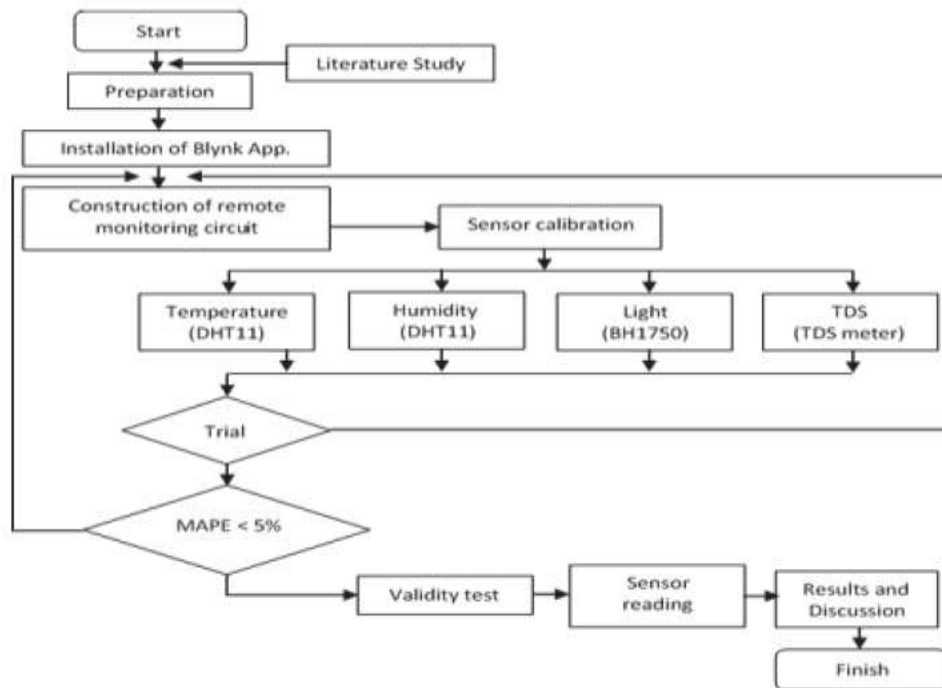 Start
Literature Study
Preparation
Installation of Blynk App.
Construction of remote
monitoring circuit
Sensor calibration
Temperature
(DHT11)
Humidity
(DHT11)
Light
(BH1750)
TDS
(TDS meter)
Trial
MAPE < 5%
Validity test
Sensor
reading
Results and
Discussion
Finish